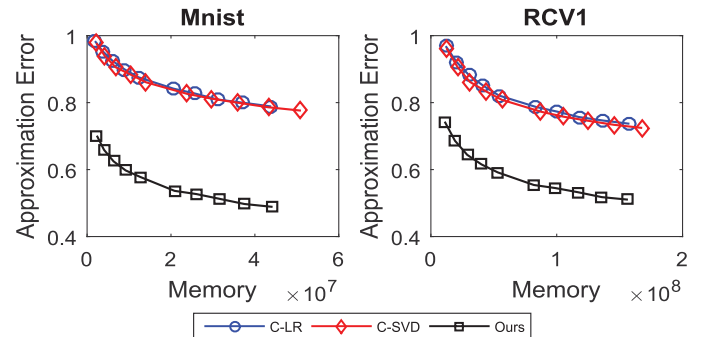 Mnist
RCV1
Approximation Error
1
0.8
0.6
0.4
0
2
4
6
Memory
×10^7
Approximation Error
1
0.8
0.6
0.4
0
1
2
Memory
×10^8
C-LR
C-SVD
Ours